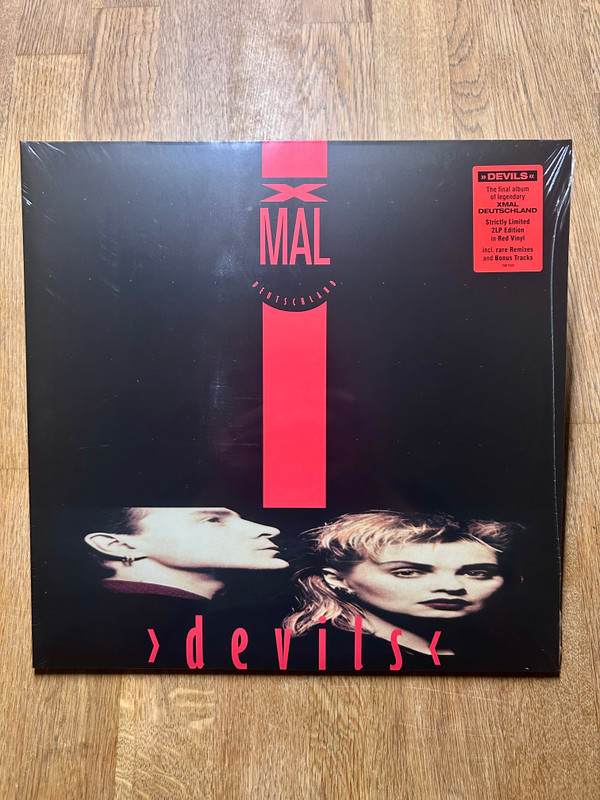 X
MAL
DEUTSCHLAND
» DEVILS «
The final album
of legendary
XMAL
DEUTSCHLAND
Strictly Limited
2LP Edition
in Red Vinyl
incl. rare Remixes
and Bonus Tracks
›devils‹